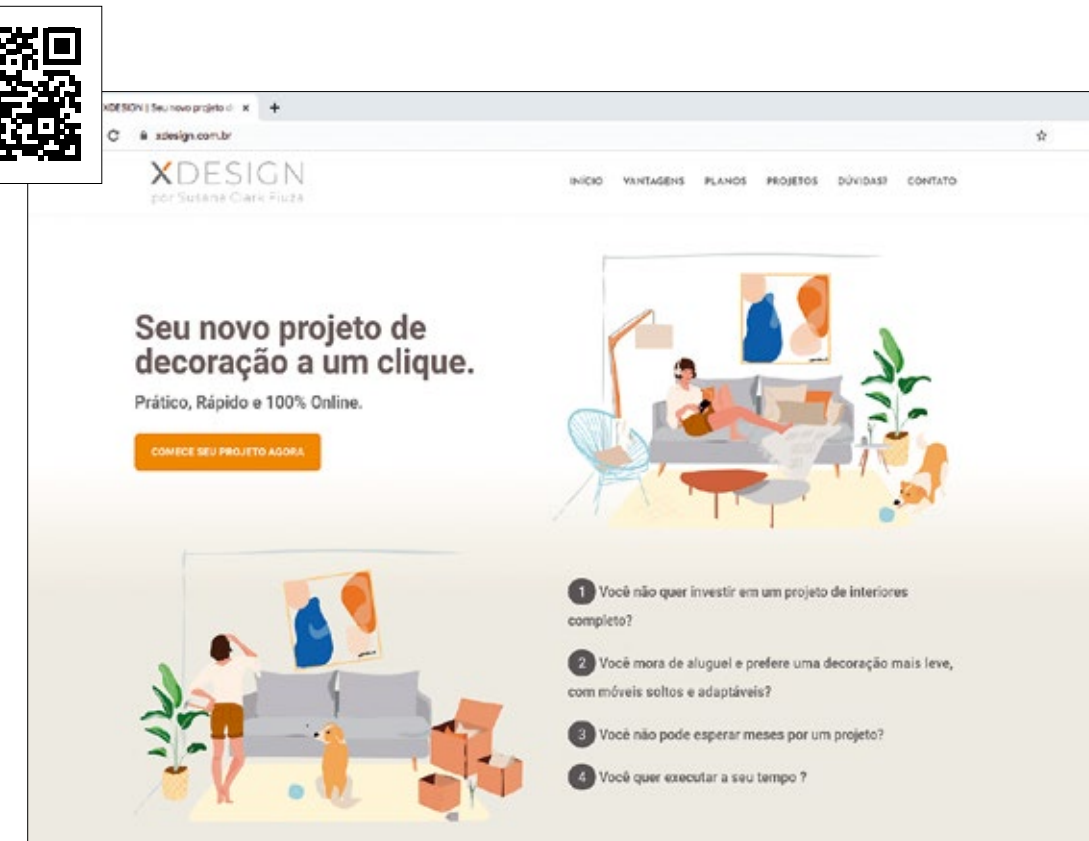 XDESIGN | Seu novo projeto d
xdesign.com.br
XDESIGN
por Susana Clark Fiuza
INÍCIO VANTAGENS PLANOS PROJETOS DÚVIDAS? CONTATO
Seu novo projeto de
decoração a um clique.
Prático, Rápido e 100% Online.
COMECE SEU PROJETO AGORA
1 Você não quer investir em um projeto de interiores
completo?
2 Você mora de aluguel e prefere uma decoração mais leve,
com móveis soltos e adaptáveis?
3 Você não pode esperar meses por um projeto?
4 Você quer executar a seu tempo ?